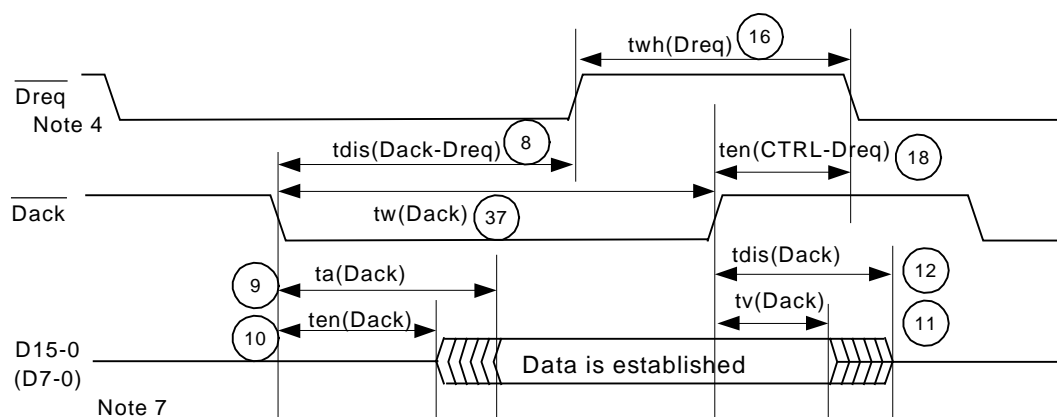 twh(Dreq) 16
Dreq
Note 4
tdis(Dack-Dreq) 8
ten(CTRL-Dreq) 18
Dack
tw(Dack) 37
tdis(Dack) 12
9 ta(Dack)
tv(Dack) 11
10 ten(Dack)
D15-0
(D7-0)
Data is established
Note 7